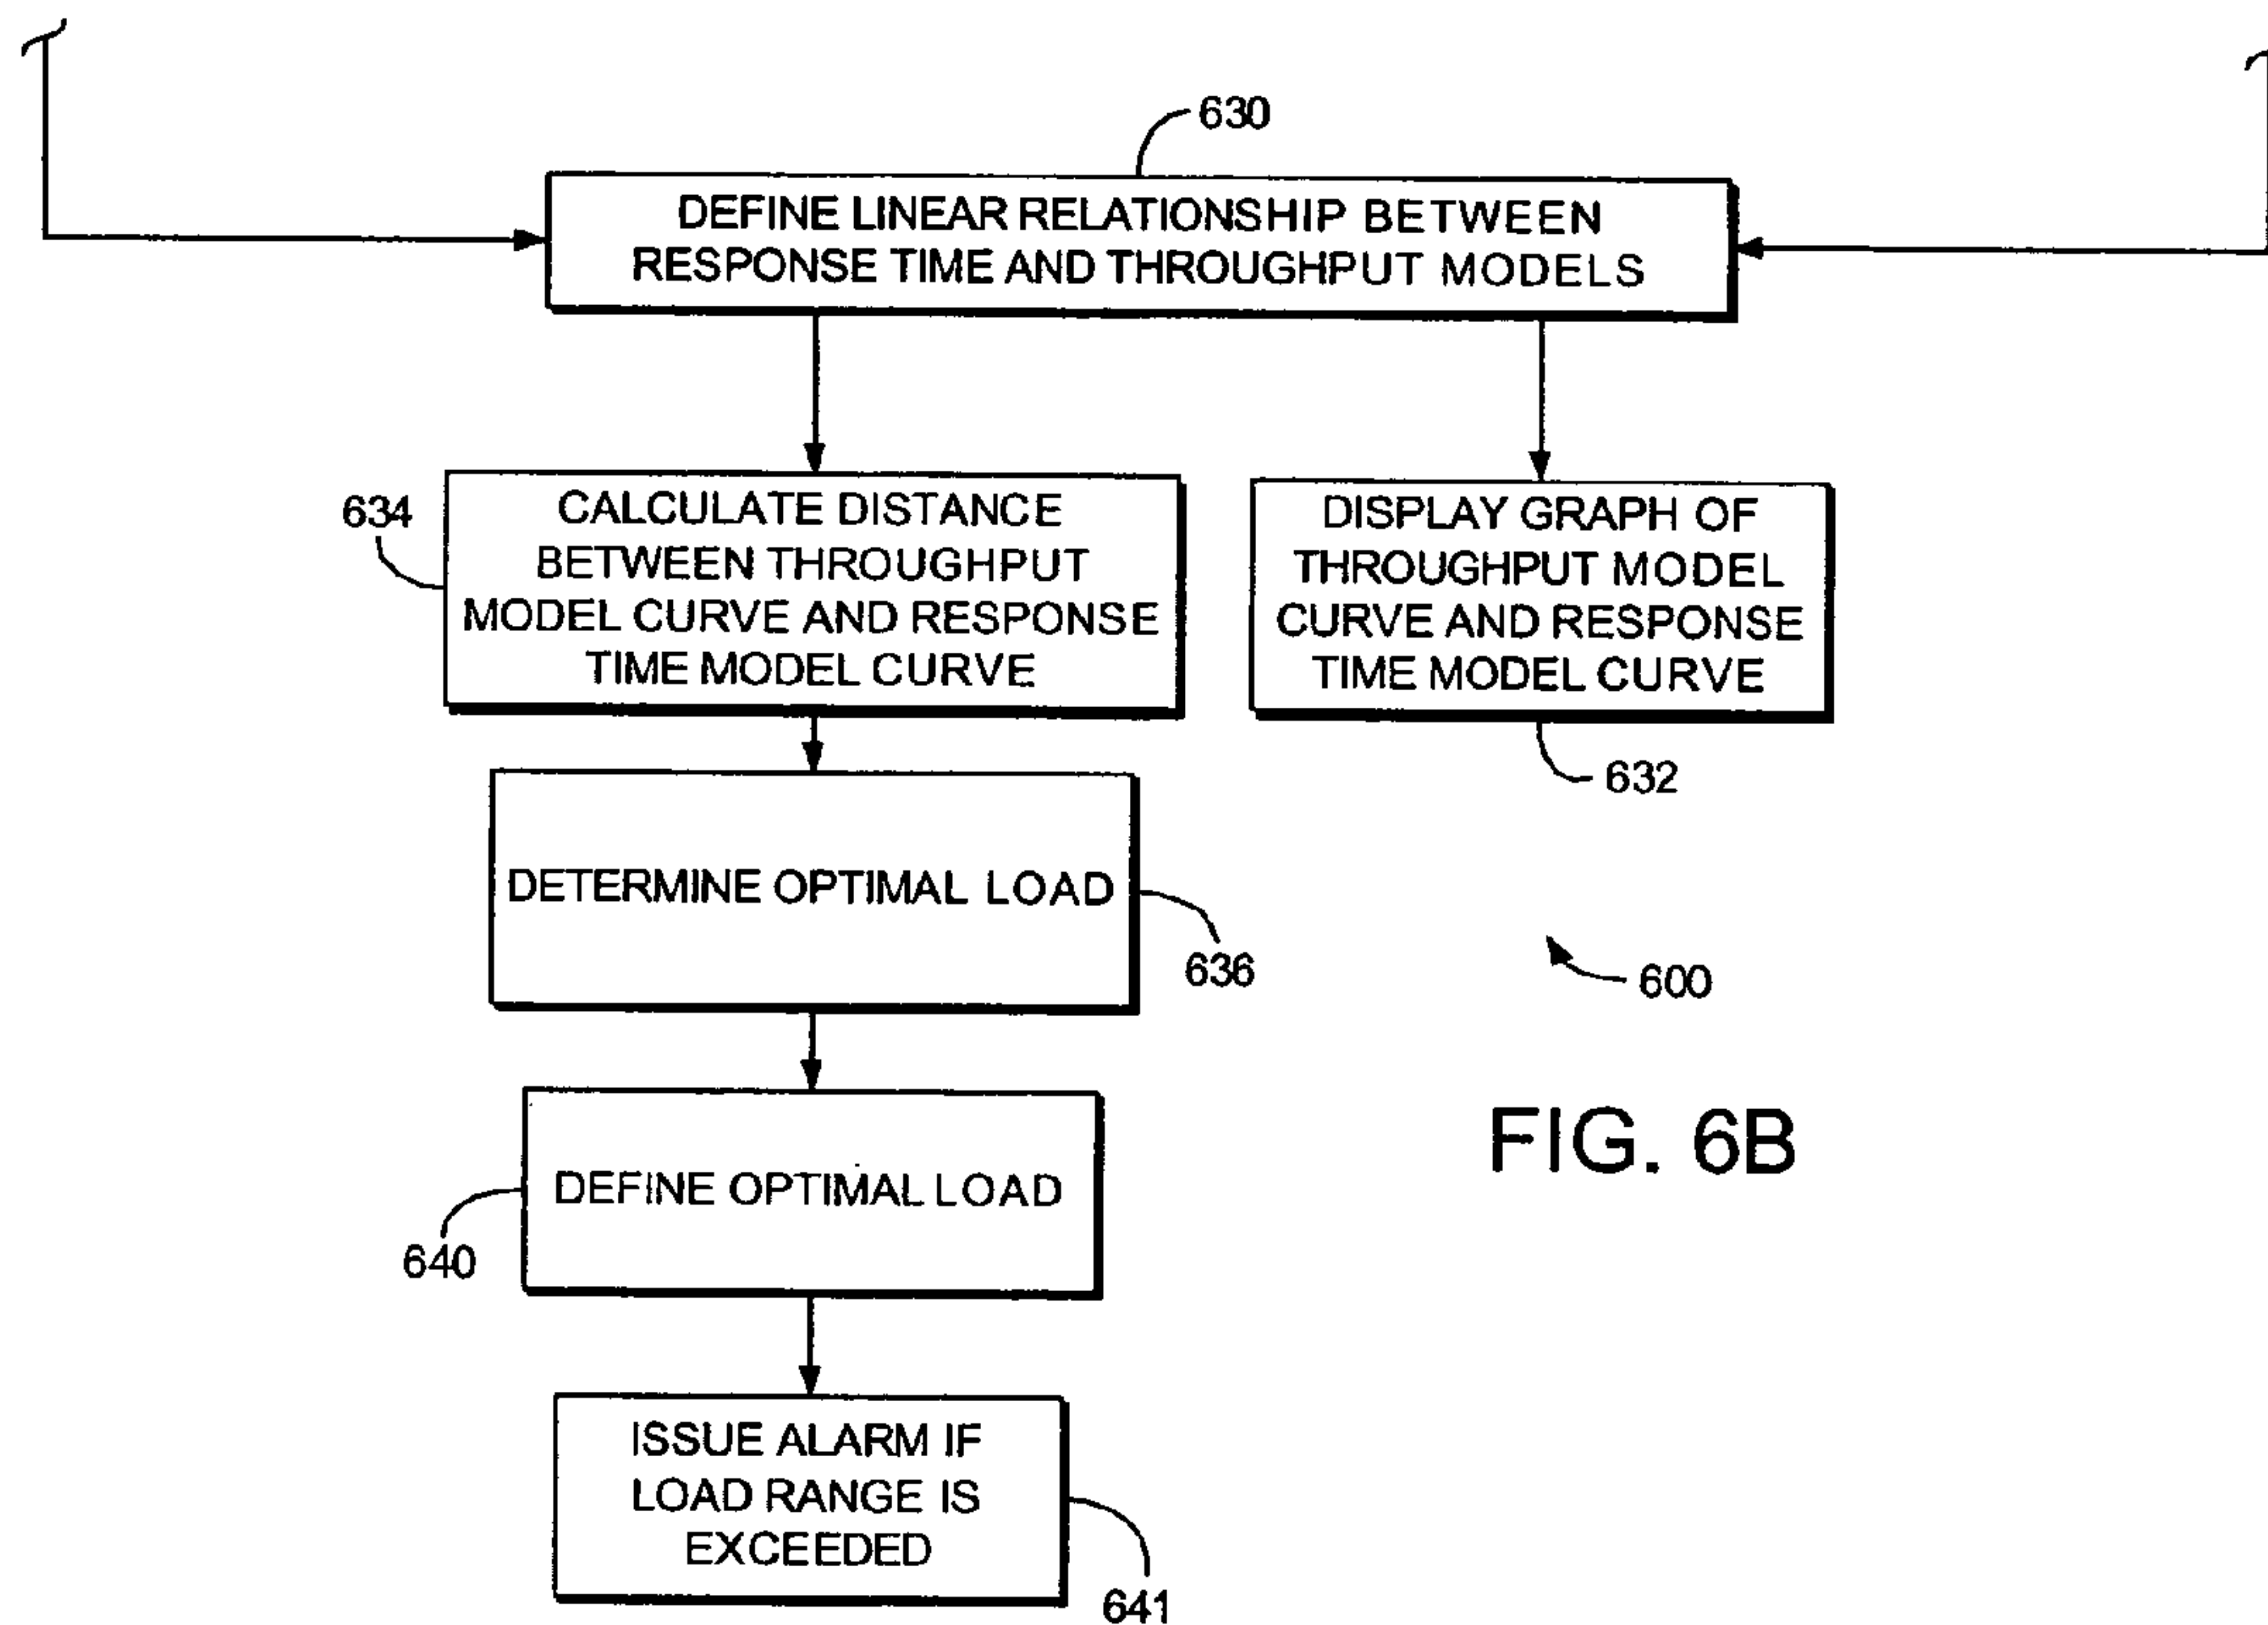 630
DEFINE LINEAR RELATIONSHIP BETWEEN
RESPONSE TIME AND THROUGHPUT MODELS
634
CALCULATE DISTANCE
BETWEEN THROUGHPUT
MODEL CURVE AND RESPONSE
TIME MODEL CURVE
DISPLAY GRAPH OF
THROUGHPUT MODEL
CURVE AND RESPONSE
TIME MODEL CURVE
632
DETERMINE OPTIMAL LOAD
636
600
FIG. 6B
DEFINE OPTIMAL LOAD
640
ISSUE ALARM IF
LOAD RANGE IS
EXCEEDED
641